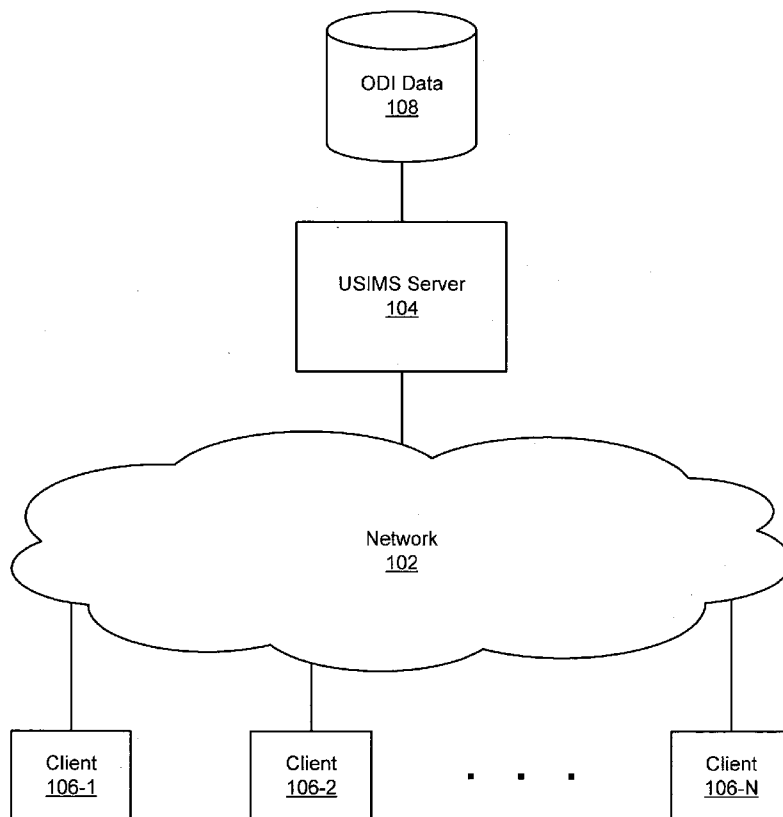 ODI Data
108
USIMS Server
104
Network
102
Client
106-1
Client
106-2
. . .
Client
106-N